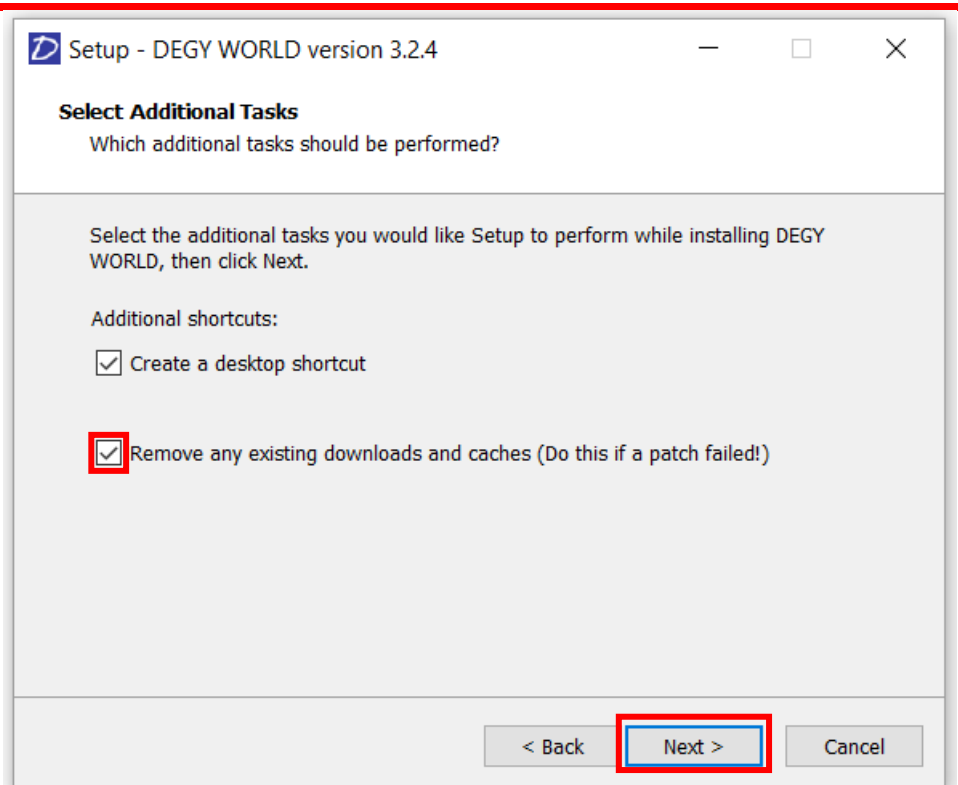 Setup - DEGY WORLD version 3.2.4
Select Additional Tasks
Which additional tasks should be performed?
Select the additional tasks you would like Setup to perform while installing DEGY
WORLD, then click Next.
Additional shortcuts:
Create a desktop shortcut
Remove any existing downloads and caches (Do this if a patch failed!)
< Back
Next >
Cancel